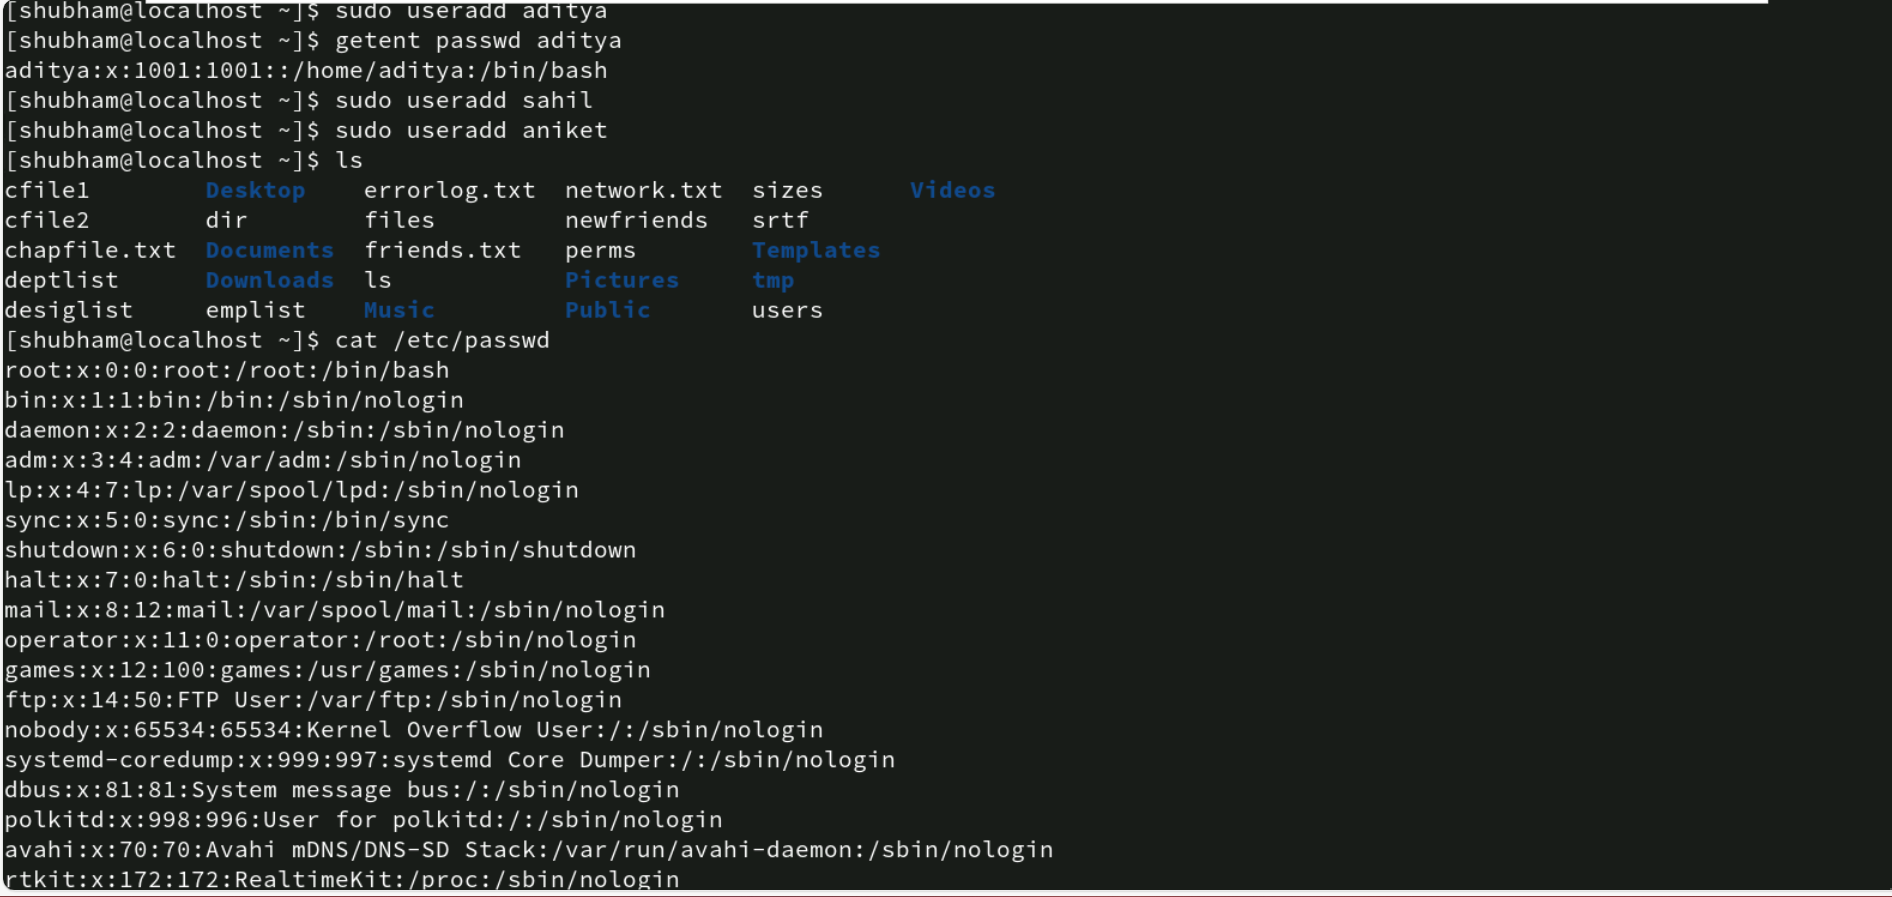 [shubham@localhost ~]$ sudo useradd aditya
[shubham@localhost ~]$ getent passwd aditya
aditya:x:1001:1001::/home/aditya:/bin/bash
[shubham@localhost ~]$ sudo useradd sahil
[shubham@localhost ~]$ sudo useradd aniket
[shubham@localhost ~]$ ls
cfile1        Desktop    errorlog.txt  network.txt  sizes      Videos
cfile2        dir        files         newfriends   srtf
chapfile.txt  Documents  friends.txt   perms        Templates
deptlist      Downloads  ls            Pictures     tmp
desiglist     emplist    Music         Public       users
[shubham@localhost ~]$ cat /etc/passwd
root:x:0:0:root:/root:/bin/bash
bin:x:1:1:bin:/bin:/sbin/nologin
daemon:x:2:2:daemon:/sbin:/sbin/nologin
adm:x:3:4:adm:/var/adm:/sbin/nologin
lp:x:4:7:lp:/var/spool/lpd:/sbin/nologin
sync:x:5:0:sync:/sbin:/bin/sync
shutdown:x:6:0:shutdown:/sbin:/sbin/shutdown
halt:x:7:0:halt:/sbin:/sbin/halt
mail:x:8:12:mail:/var/spool/mail:/sbin/nologin
operator:x:11:0:operator:/root:/sbin/nologin
games:x:12:100:games:/usr/games:/sbin/nologin
ftp:x:14:50:FTP User:/var/ftp:/sbin/nologin
nobody:x:65534:65534:Kernel Overflow User:/:/sbin/nologin
systemd-coredump:x:999:997:systemd Core Dumper:/:/sbin/nologin
dbus:x:81:81:System message bus:/:/sbin/nologin
polkitd:x:998:996:User for polkitd:/:/sbin/nologin
avahi:x:70:70:Avahi mDNS/DNS-SD Stack:/var/run/avahi-daemon:/sbin/nologin
rtkit:x:172:172:RealtimeKit:/proc:/sbin/nologin